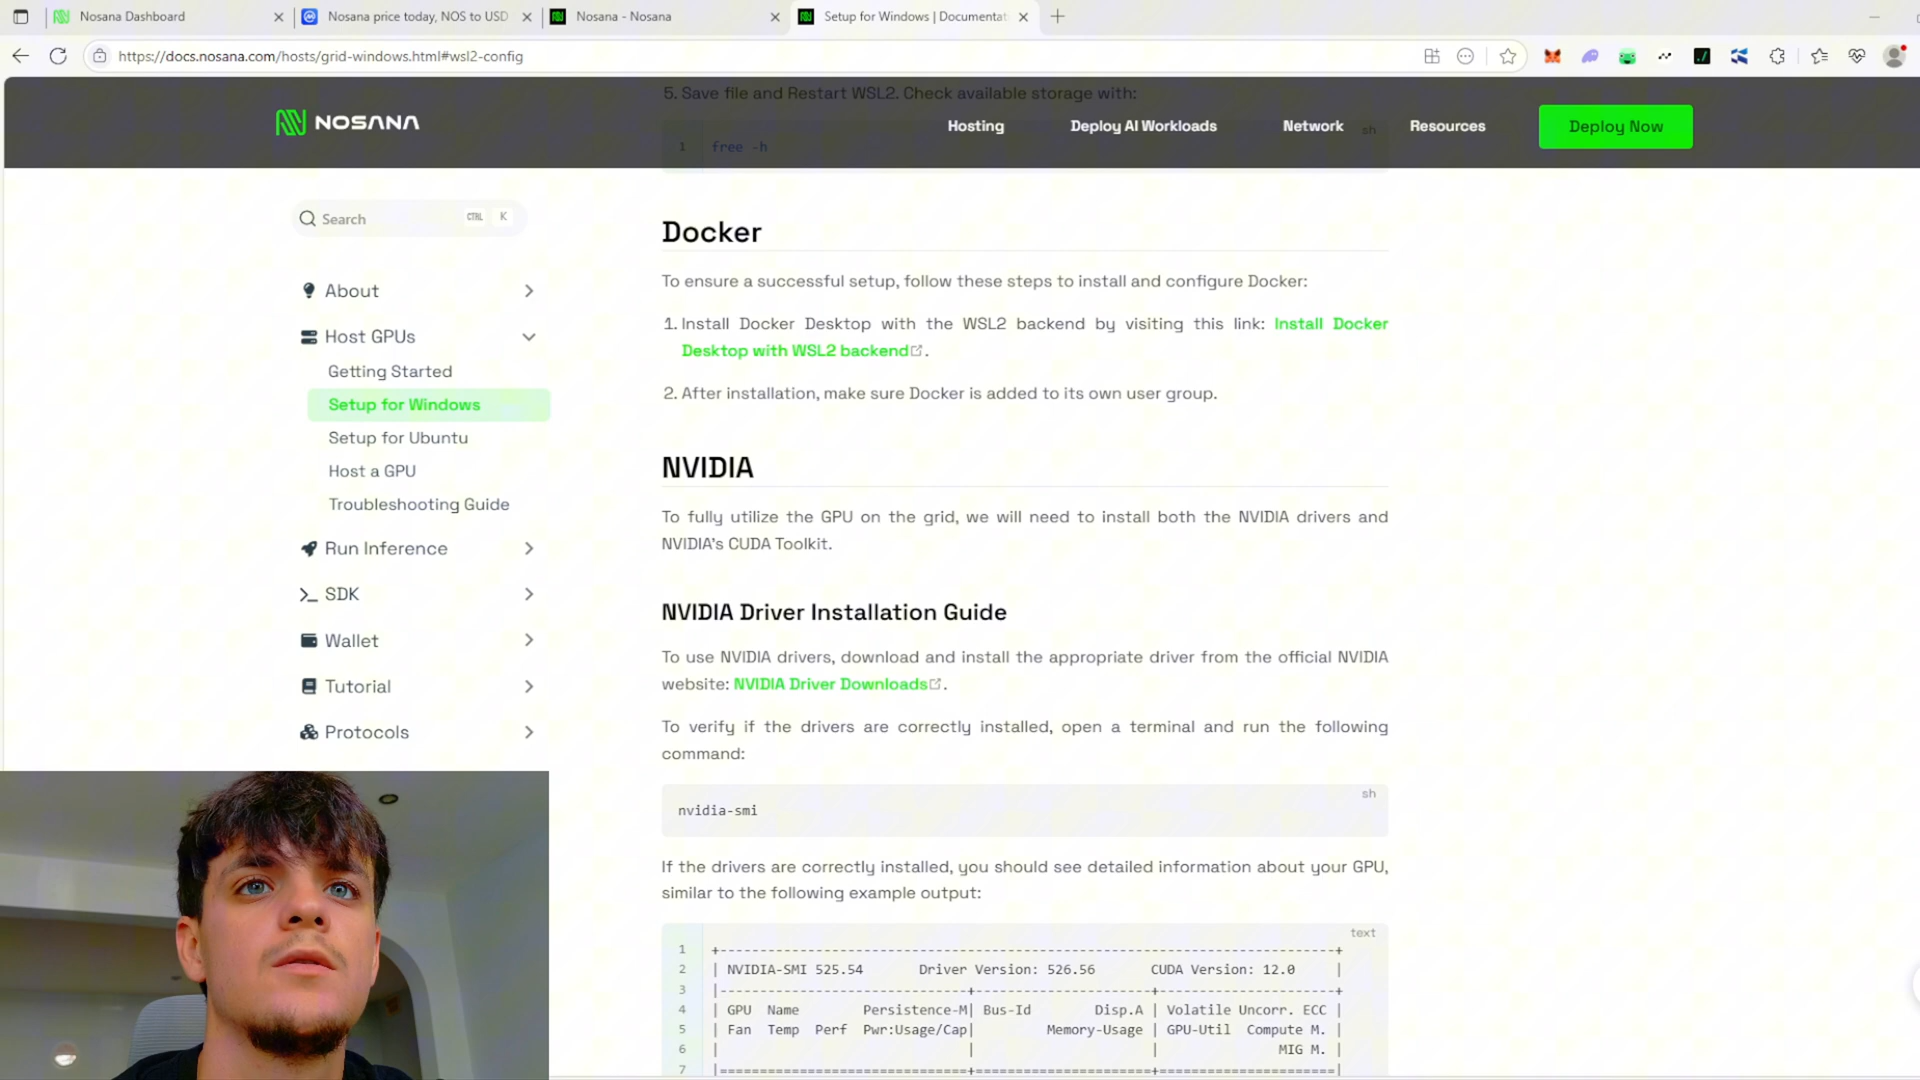 Nosana Dashboard
Nosana price today, NOS to USD
Nosana - Nosana
Setup for Windows | Documentat
https://docs.nosana.com/hosts/grid-windows.html#wsl2-config
5. Save file and Restart WSL2. Check available storage with:
NOSANA
Hosting
Deploy AI Workloads
Network
Resources
Deploy Now
sh
1 free -h
Search
CTRL K
About
Host GPUs
Getting Started
Setup for Windows
Setup for Ubuntu
Host a GPU
Troubleshooting Guide
Run Inference
SDK
Wallet
Tutorial
Protocols
Docker
To ensure a successful setup, follow these steps to install and configure Docker:
1. Install Docker Desktop with the WSL2 backend by visiting this link: Install Docker
Desktop with WSL2 backend.
2. After installation, make sure Docker is added to its own user group.
NVIDIA
To fully utilize the GPU on the grid, we will need to install both the NVIDIA drivers and
NVIDIA's CUDA Toolkit.
NVIDIA Driver Installation Guide
To use NVIDIA drivers, download and install the appropriate driver from the official NVIDIA
website: NVIDIA Driver Downloads.
To verify if the drivers are correctly installed, open a terminal and run the following
command:
sh
nvidia-smi
If the drivers are correctly installed, you should see detailed information about your GPU,
similar to the following example output:
text
1 +-----------------------------------------------------------------------------+
2 | NVIDIA-SMI 525.54 Driver Version: 526.56 CUDA Version: 12.0 |
3 |-------------------------------+----------------------+----------------------+
4 | GPU Name Persistence-M| Bus-Id Disp.A | Volatile Uncorr. ECC |
5 | Fan Temp Perf Pwr:Usage/Cap| Memory-Usage | GPU-Util Compute M. |
6 | | | MIG M. |
7 |===============================+======================+======================|